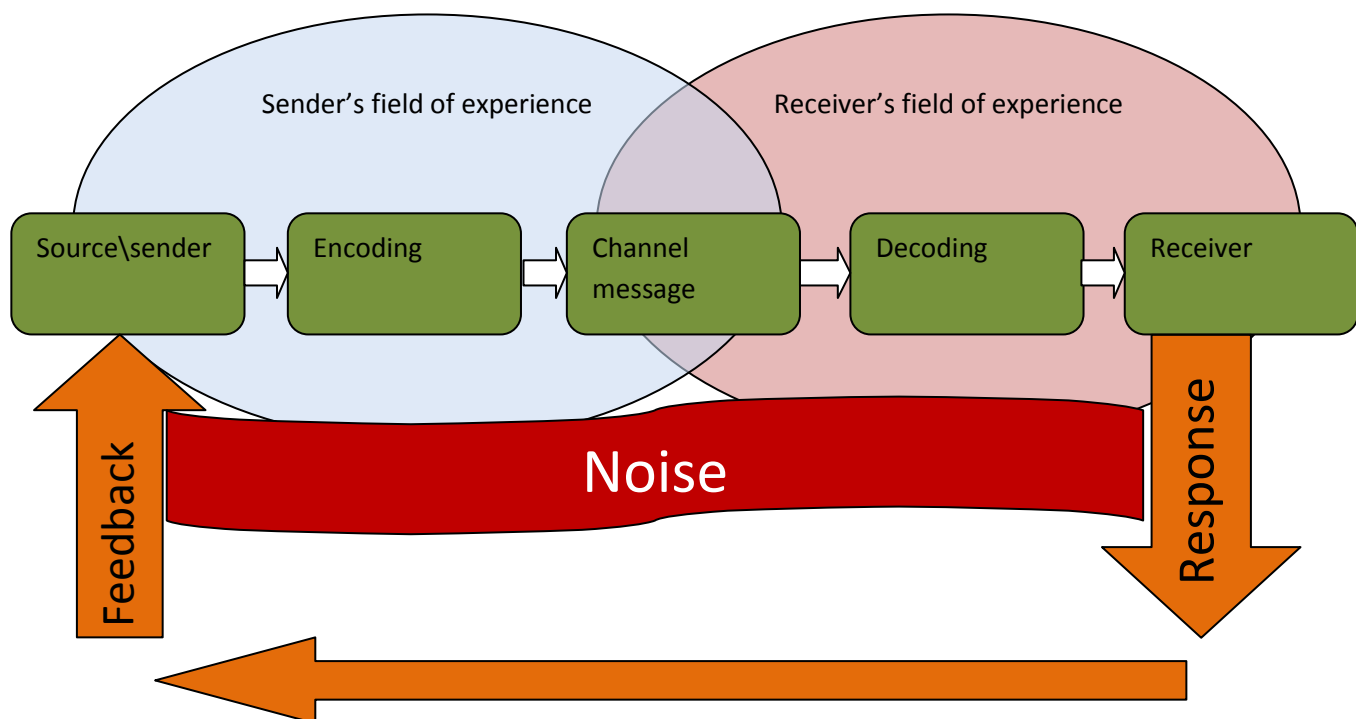 Sender’s field of experience
Receiver’s field of experience
Source\sender
Encoding
Channel
message
Decoding
Receiver
Noise
Feedback
Response